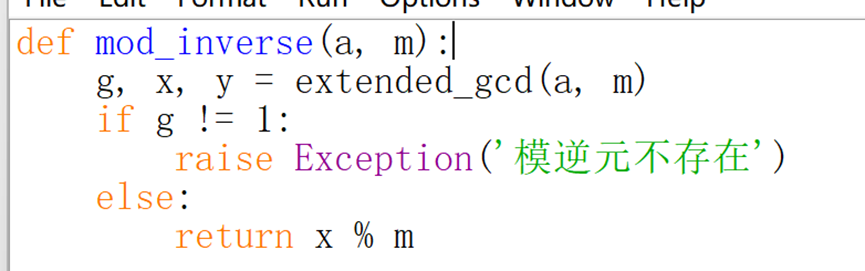 File Edit Format Run Options Window Help
def mod_inverse(a, m):
    g, x, y = extended_gcd(a, m)
    if g != 1:
        raise Exception('模逆元不存在')
    else:
        return x % m